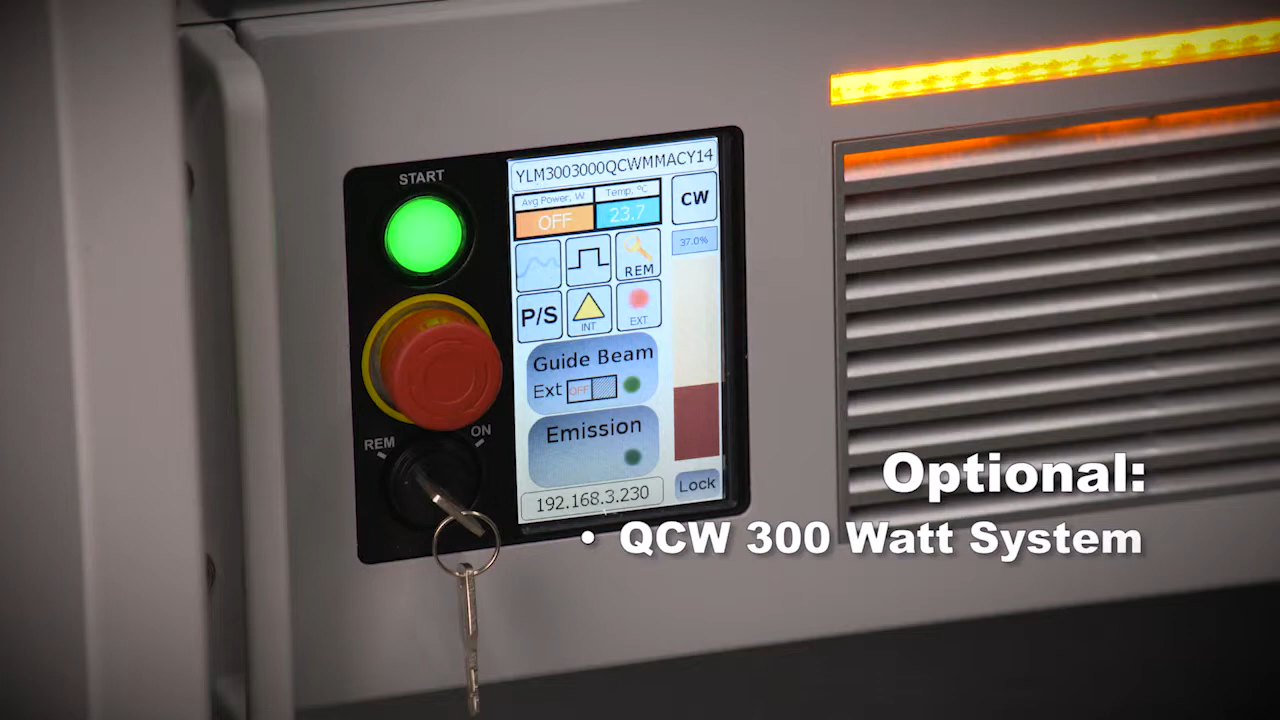 START
YLM3003000QCWMMACY14
Avg Power, W
Temp, °C
CW
OFF
23.7
37.0%
REM
P/S
INT
EXT
Guide Beam
Ext OFF
Emission
REM
ON
Lock
192.168.3.230
Optional:
• QCW 300 Watt System